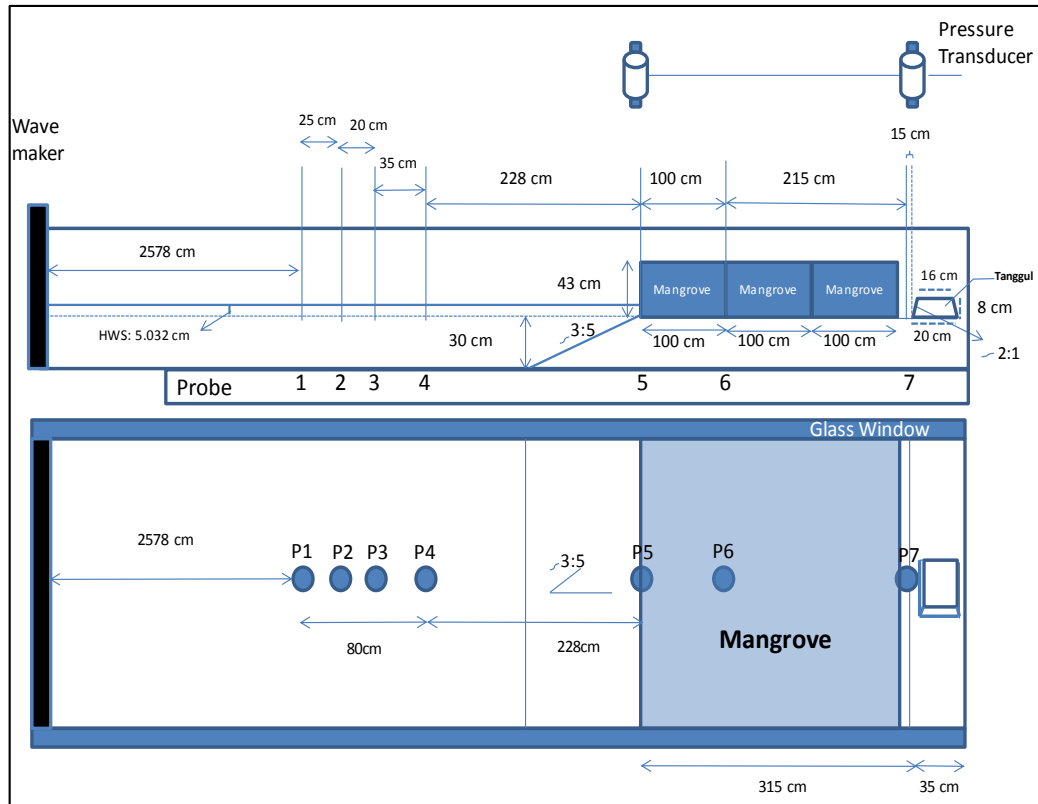 Pressure
Transducer
Wave
maker
25 cm
20 cm
35 cm
15 cm
228 cm
100 cm
215 cm
2578 cm
43 cm
Mangrove
Mangrove
Mangrove
16 cm
Tanggul
8 cm
HWS: 5.032 cm
30 cm
3:5
100 cm
100 cm
100 cm
20 cm
2:1
Probe
1
2
3
4
5
6
7
Glass Window
2578 cm
P1
P2
P3
P4
3:5
P5
P6
P7
80cm
228cm
Mangrove
315 cm
35 cm